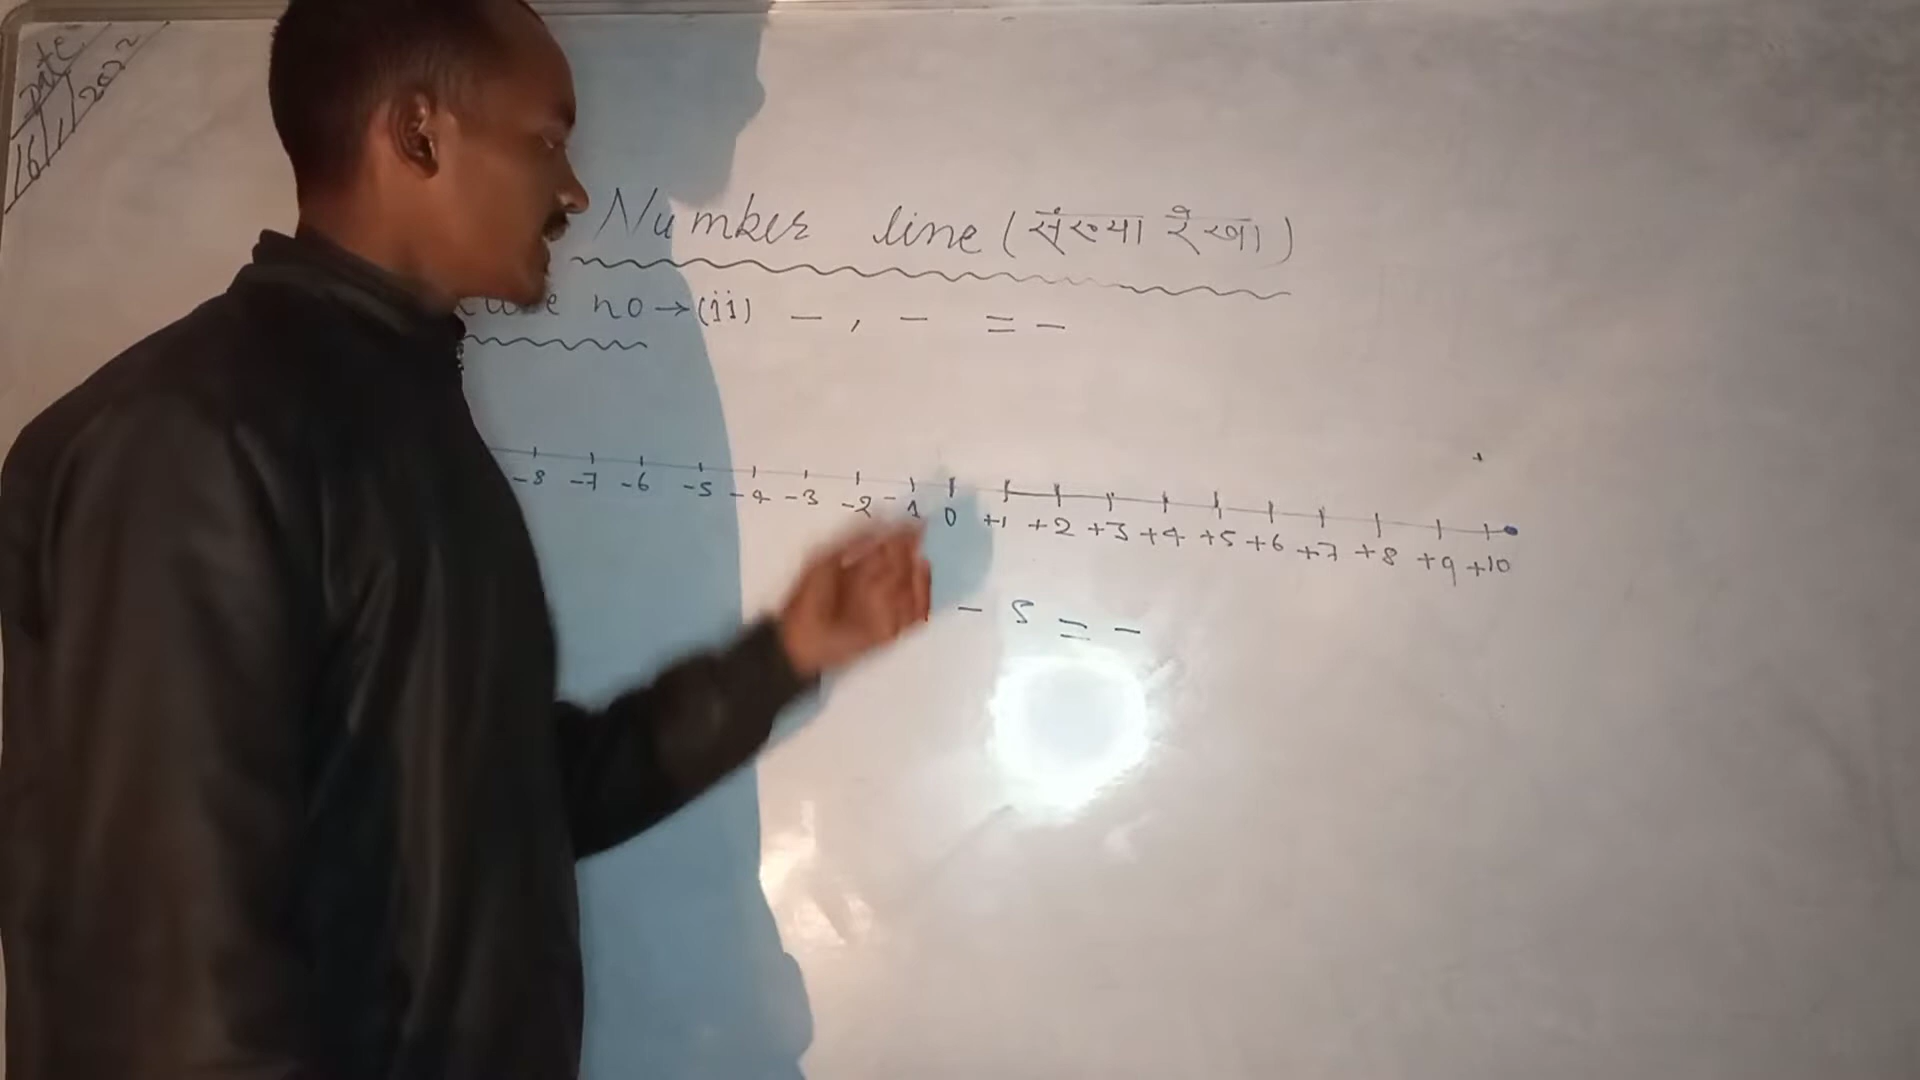 Date
16/1/2022
Number line (संख्या रेखा)
no → (ii) - , - = -
-8 -7 -6 -5 -4 -3 -2 -1 0 +1 +2 +3 +4 +5 +6 +7 +8 +9 +10
- 5 = -